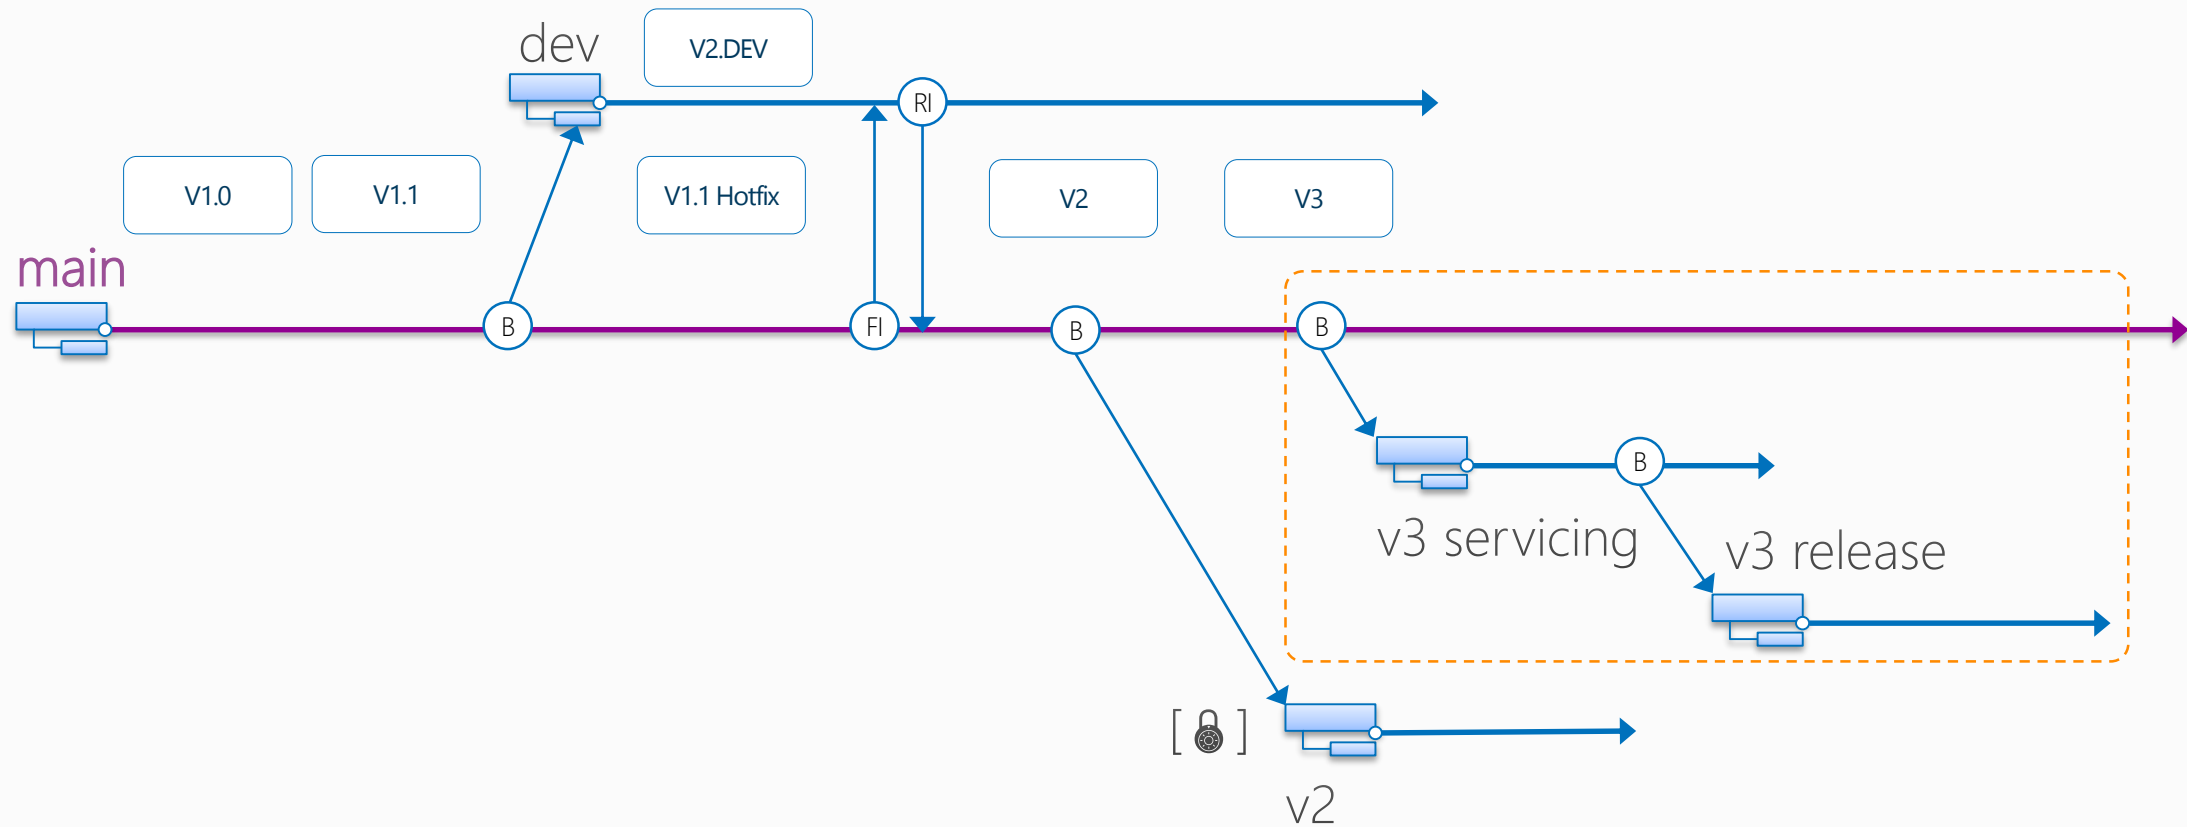 dev
V2.DEV
RI
V1.0
V1.1
V1.1 Hotfix
V2
V3
main
B
FI
B
B
B
v3 servicing
v3 release
[ ]
v2